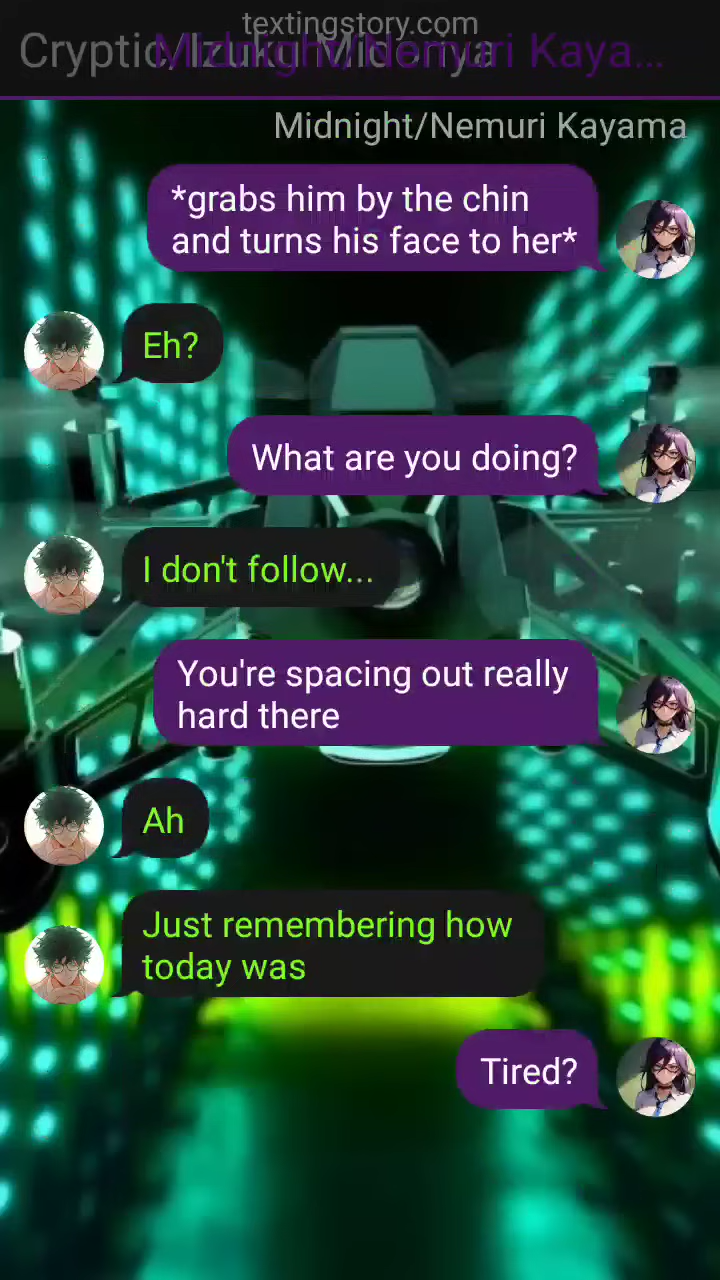 textingstory.com
Cryptic/Izuku Midoriya
Midnight/Nemuri Kaya...
Midnight/Nemuri Kayama
*grabs him by the chin
and turns his face to her*
Eh?
What are you doing?
I don't follow...
You're spacing out really
hard there
Ah
Just remembering how
today was
Tired?